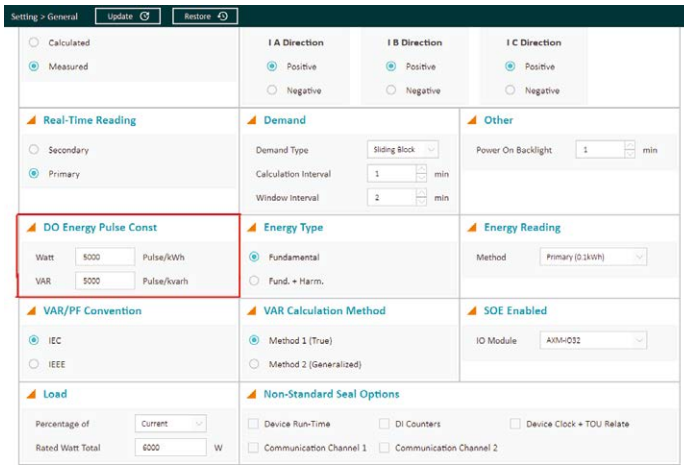 Setting > General Update Restore
Calculated I A Direction I B Direction I C Direction
Measured Positive Positive Positive
Negative Negative Negative
Real-Time Reading Demand Other
Secondary Demand Type Sliding Block Power On Backlight 1 min
Primary Calculation Interval 1 min
Window Interval 2 min
DO Energy Pulse Const Energy Type Energy Reading
Watt 5000 Pulse/kWh Fundamental Method Primary (0.1kWh)
VAR 5000 Pulse/kvarh Fund. + Harm.
VAR/PF Convention VAR Calculation Method SOE Enabled
IEC Method 1 (True) IO Module AXM-IO32
IEEE Method 2 (Generalized)
Load Non-Standard Seal Options
Percentage of Current Device Run-Time DI Counters Device Clock + TOU Relate
Rated Watt Total 6000 W Communication Channel 1 Communication Channel 2